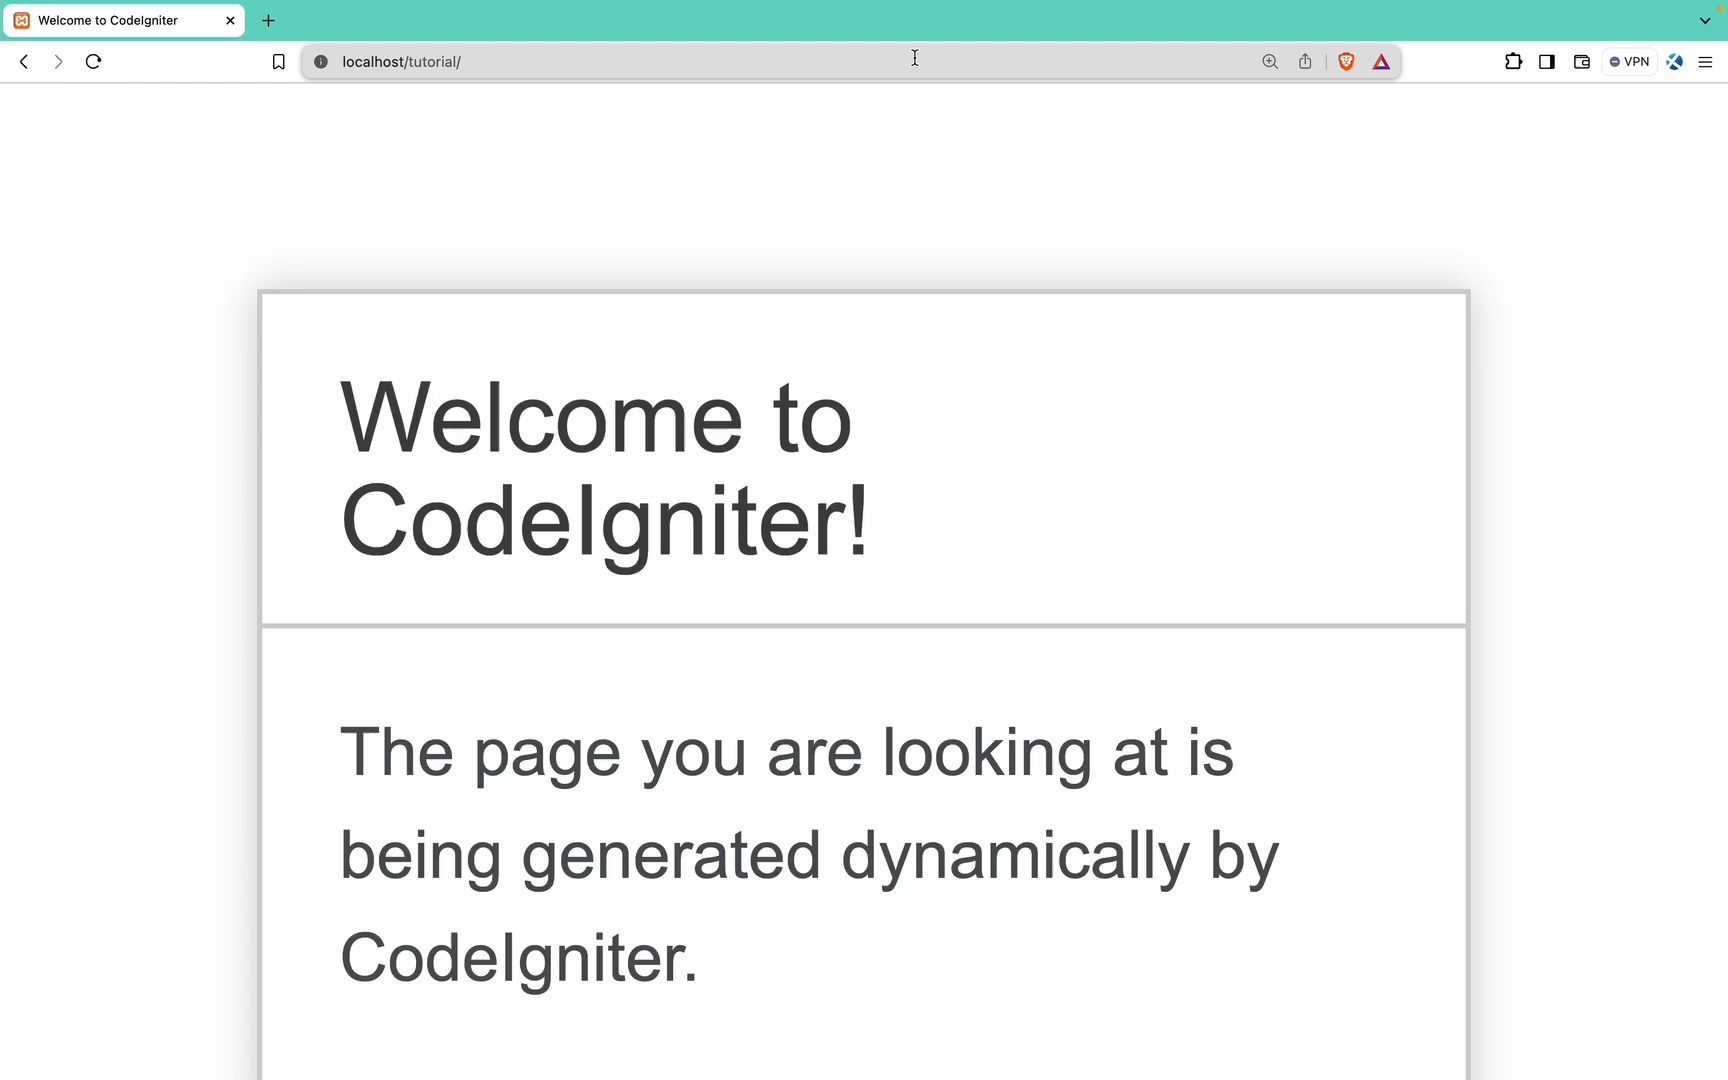 Welcome to CodeIgniter
localhost/tutorial/
VPN
Welcome to
CodeIgniter!
The page you are looking at is
being generated dynamically by
CodeIgniter.